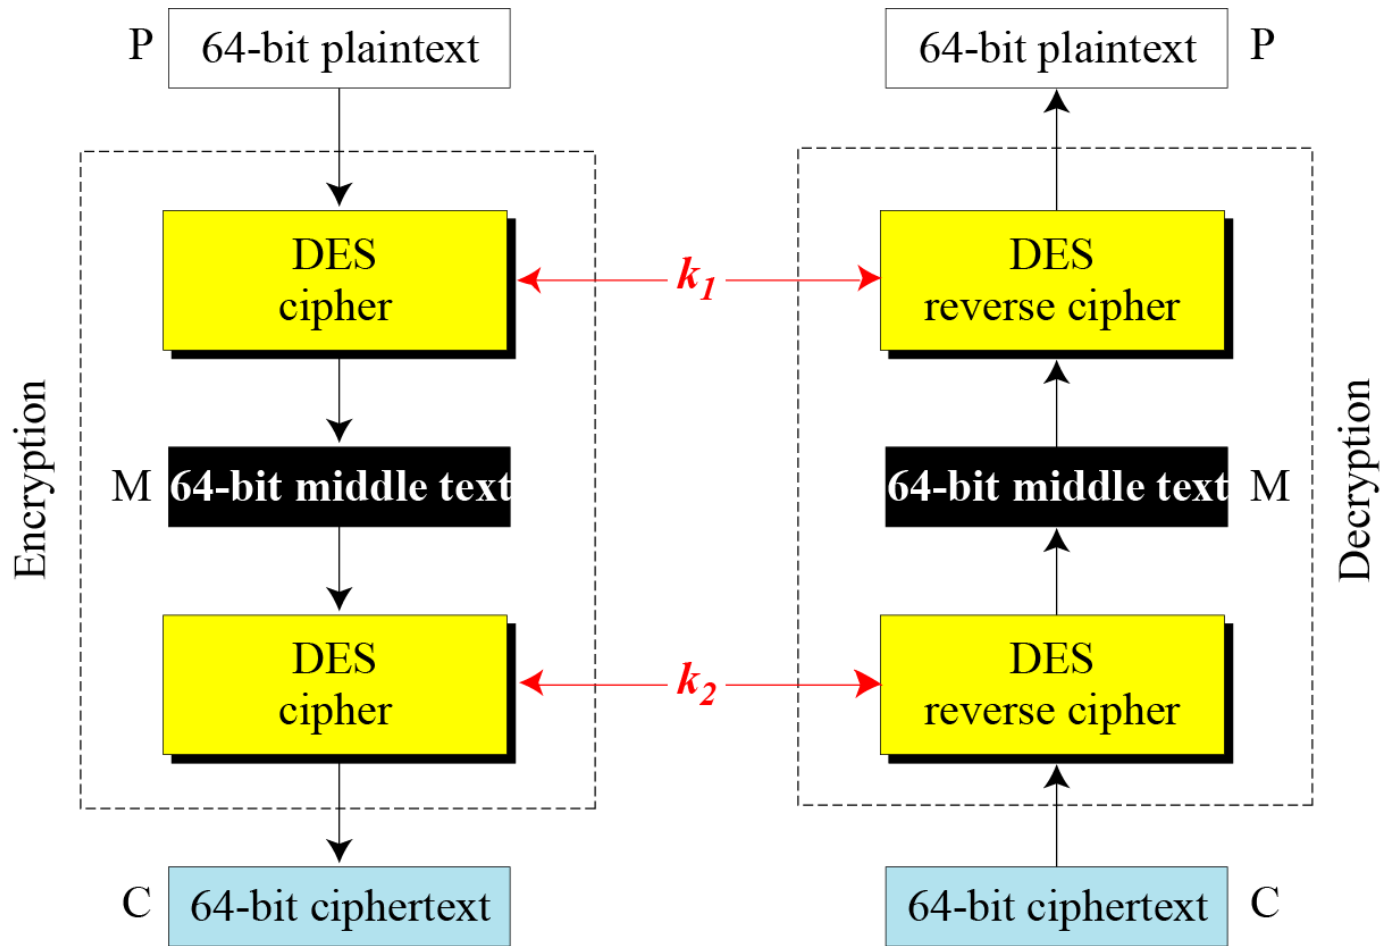 P
64-bit plaintext
64-bit plaintext
P
DES
cipher
k1
DES
reverse cipher
Encryption
M
64-bit middle text
64-bit middle text
M
Decryption
DES
cipher
k2
DES
reverse cipher
C
64-bit ciphertext
64-bit ciphertext
C